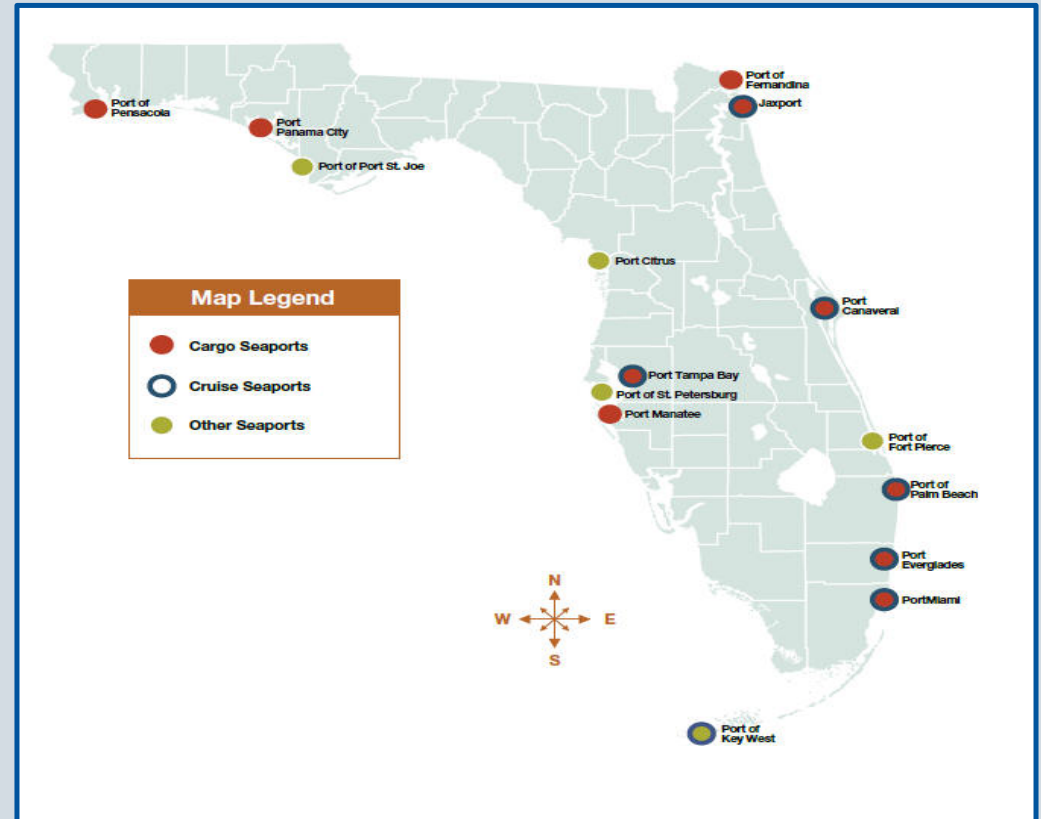 Port of
Fernandina
Jaxport
Port of
Pensacola
Port
Panama City
Port of Port St. Joe
Port Citrus
Map Legend
Cargo Seaports
Cruise Seaports
Other Seaports
Port
Canaveral
Port Tampa Bay
Port of St. Petersburg
Port Manatee
Port of
Fort Pierce
Port of
Palm Beach
Port
Everglades
PortMiami
N
W
E
S
Port of
Key West